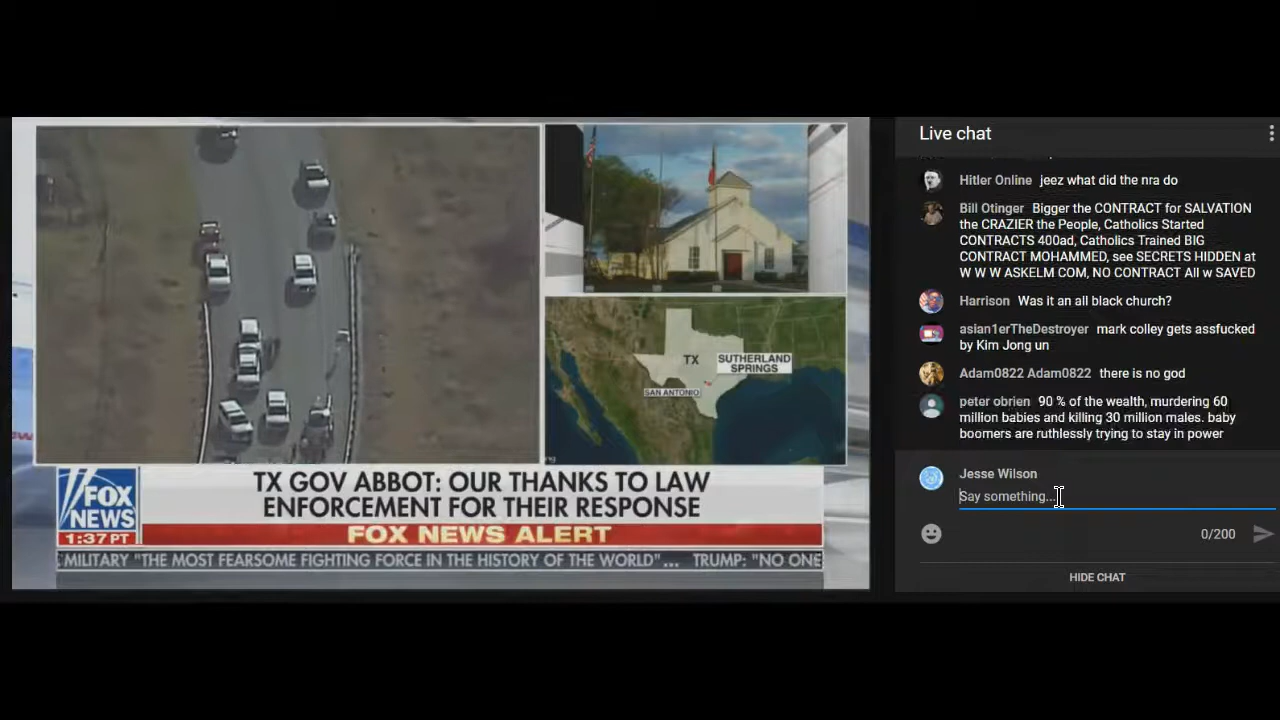 TX
SUTHERLAND
SPRINGS
SAN ANTONIO
FOX
NEWS
1:37 PT
TX GOV ABBOT: OUR THANKS TO LAW
ENFORCEMENT FOR THEIR RESPONSE
FOX NEWS ALERT
MILITARY "THE MOST FEARSOME FIGHTING FORCE IN THE HISTORY OF THE WORLD"... TRUMP: "NO ONE
Live chat
Hitler Online jeez what did the nra do
Bill Otinger Bigger the CONTRACT for SALVATION
the CRAZIER the People, Catholics Started
CONTRACTS 400ad, Catholics Trained BIG
CONTRACT MOHAMMED, see SECRETS HIDDEN at
W W W ASKELM COM, NO CONTRACT All w SAVED
Harrison Was it an all black church?
asian1erTheDestroyer mark colley gets assfucked
by Kim Jong un
Adam0822 Adam0822 there is no god
peter obrien 90 % of the wealth, murdering 60
million babies and killing 30 million males. baby
boomers are ruthlessly trying to stay in power
Jesse Wilson
Say something...
0/200
HIDE CHAT